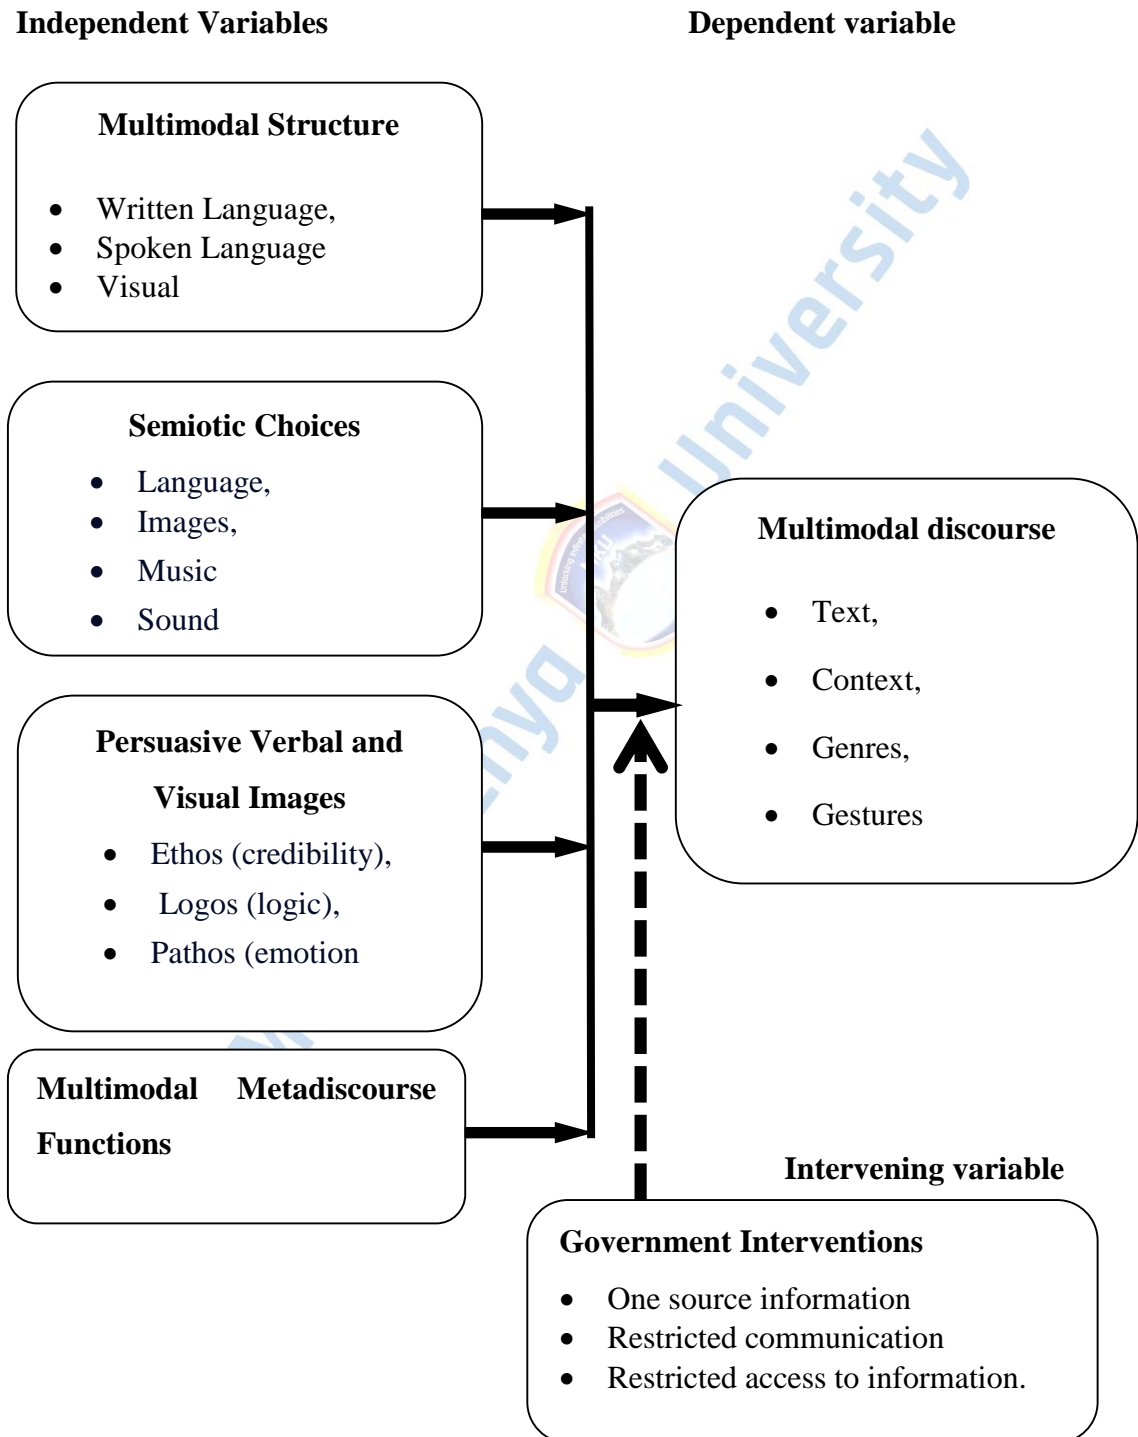 Independent Variables
Dependent variable
Multimodal Structure
• Written Language,
• Spoken Language
• Visual
Semiotic Choices
• Language,
• Images,
• Music
• Sound
Persuasive Verbal and
Visual Images
• Ethos (credibility),
• Logos (logic),
• Pathos (emotion
Multimodal Metadiscourse
Functions
Multimodal discourse
• Text,
• Context,
• Genres,
• Gestures
Intervening variable
Government Interventions
• One source information
• Restricted communication
• Restricted access to information.
University